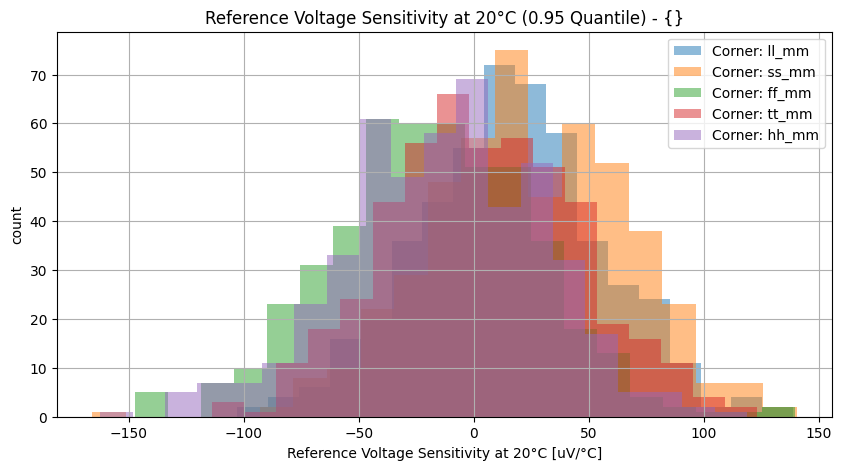 Reference Voltage Sensitivity at 20°C (0.95 Quantile) - {}
Corner: ll_mm
Corner: ss_mm
Corner: ff_mm
Corner: tt_mm
Corner: hh_mm
count
70
60
50
40
30
20
10
0
−150
−100
−50
0
50
100
150
Reference Voltage Sensitivity at 20°C [uV/°C]